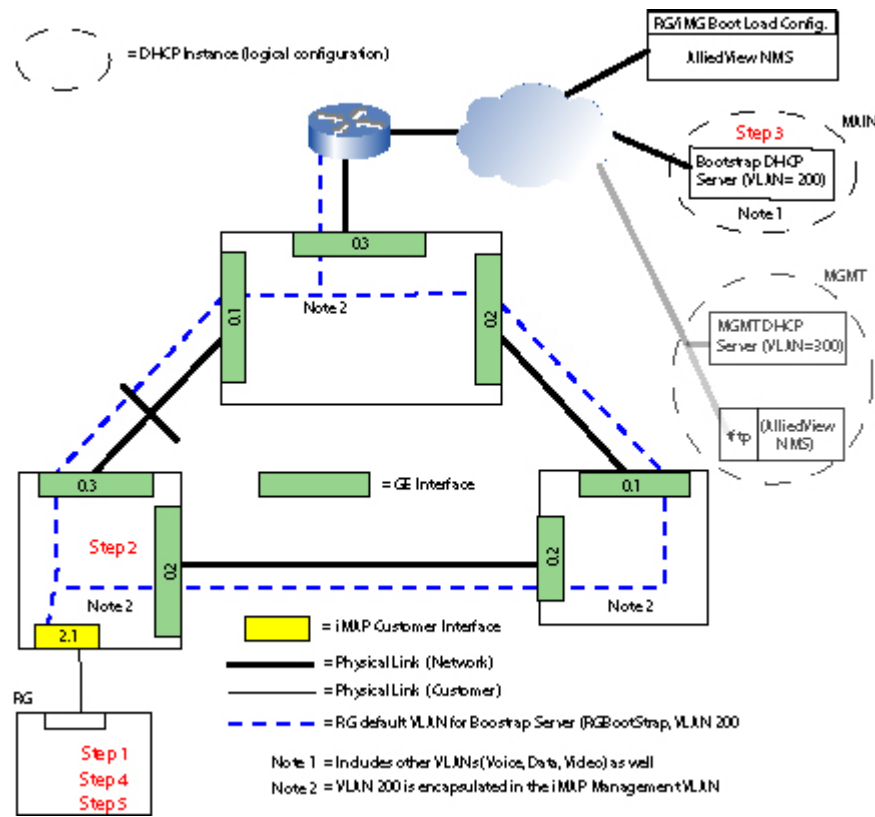 = DHCP Instance (logical configuration)
RG/iMG Boot Load Config.
AlliedView NMS
MAIN
Step 3
Bootstrap DHCP
Server (VLAN= 200)
Note 1
0.3
0.1
0.2
Note 2
MGMT
MGMT DHCP
Server (VLAN=300)
tftp
(AlliedView
NMS)
0.3
= GE Interface
0.1
Step 2
0.2
0.2
Note 2
Note 2
2.1
= iMAP Customer Interface
= Physical Link (Network)
= Physical Link (Customer)
RG
= RG default VLAN for Boostrap Server (RGBootStrap, VLAN 200
Step 1
Step 4
Step 5
Note 1 = Includes other VLANs (Voice, Data, Video) as well
Note 2 = VLAN 200 is encapsulated in the iMAP Management VLAN